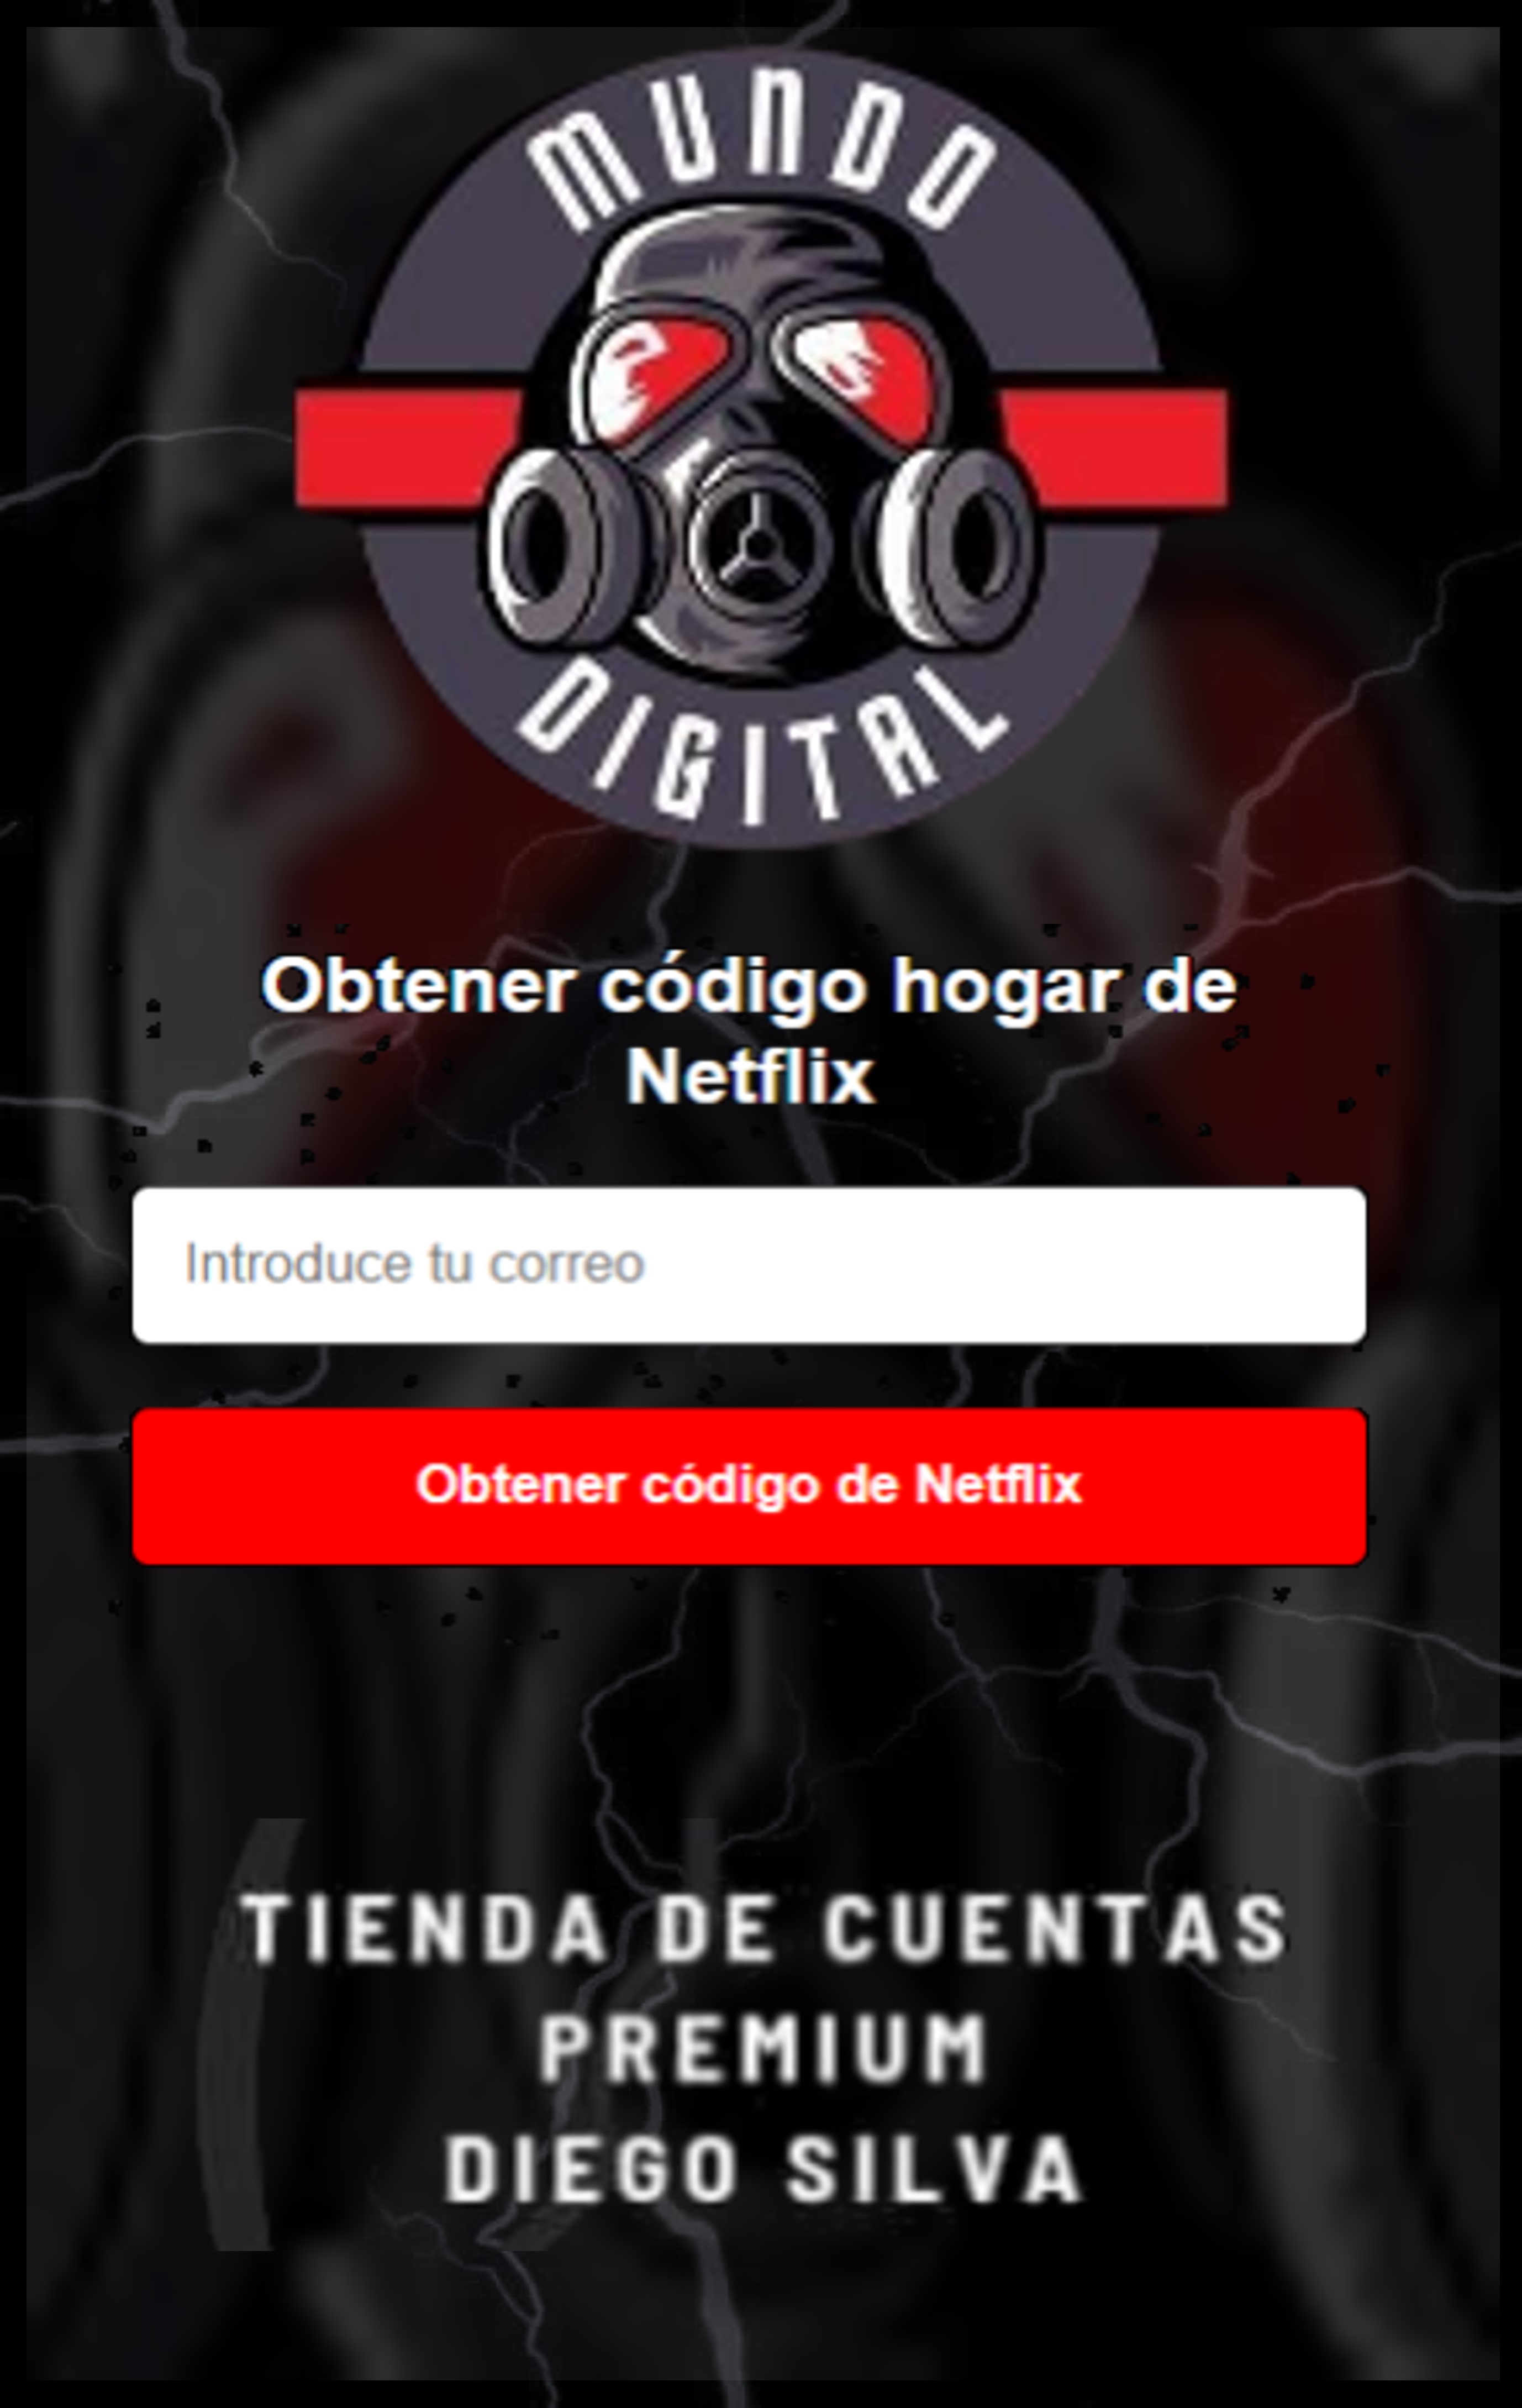 MUNDO
DIGITAL
Obtener código hogar de
Netflix
Introduce tu correo
Obtener código de Netflix
TIENDA DE CUENTAS
PREMIUM
DIEGO SILVA